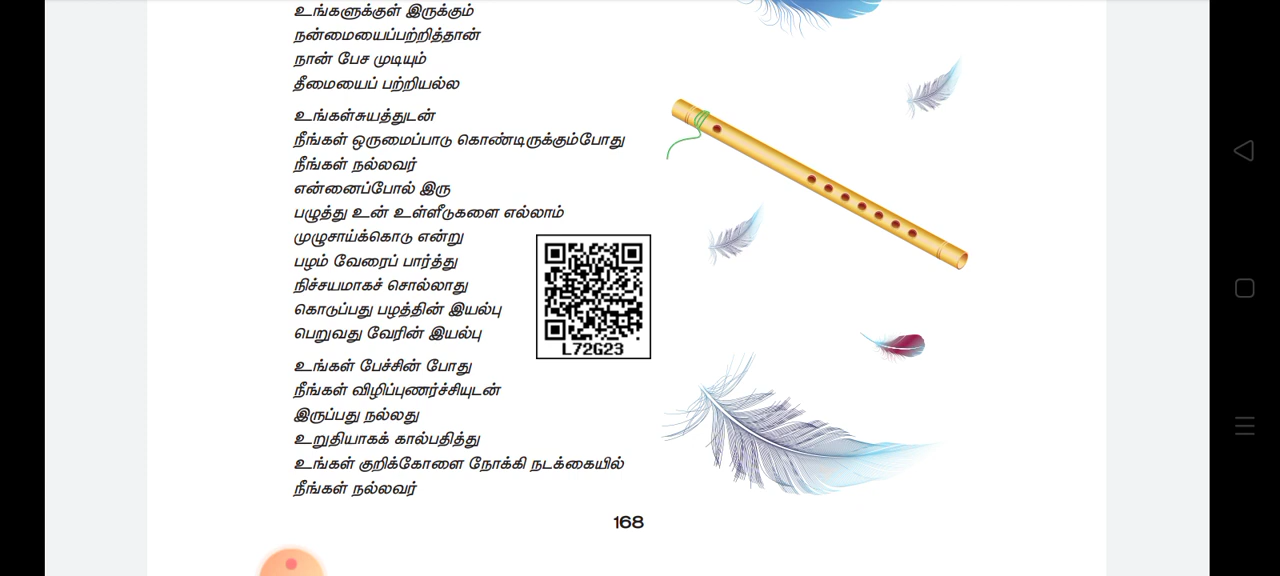 உங்களுக்குள் இருக்கும்
நன்மையைப்பற்றித்தான்
நான் பேச முடியும்
தீமையைப் பற்றியல்ல
உங்கள்சுயத்துடன்
நீங்கள் ஒருமைப்பாடு கொண்டிருக்கும்போது
நீங்கள் நல்லவர்
என்னைப்போல் இரு
பழுத்து உன் உள்ளீடுகளை எல்லாம்
முழுசாய்க்கொடு என்று
பழம் வேரைப் பார்த்து
நிச்சயமாகச் சொல்லாது
கொடுப்பது பழத்தின் இயல்பு
பெறுவது வேரின் இயல்பு
L72G23
உங்கள் பேச்சின் போது
நீங்கள் விழிப்புணர்ச்சியுடன்
இருப்பது நல்லது
உறுதியாகக் கால்பதித்து
உங்கள் குறிக்கோளை நோக்கி நடக்கையில்
நீங்கள் நல்லவர்
168